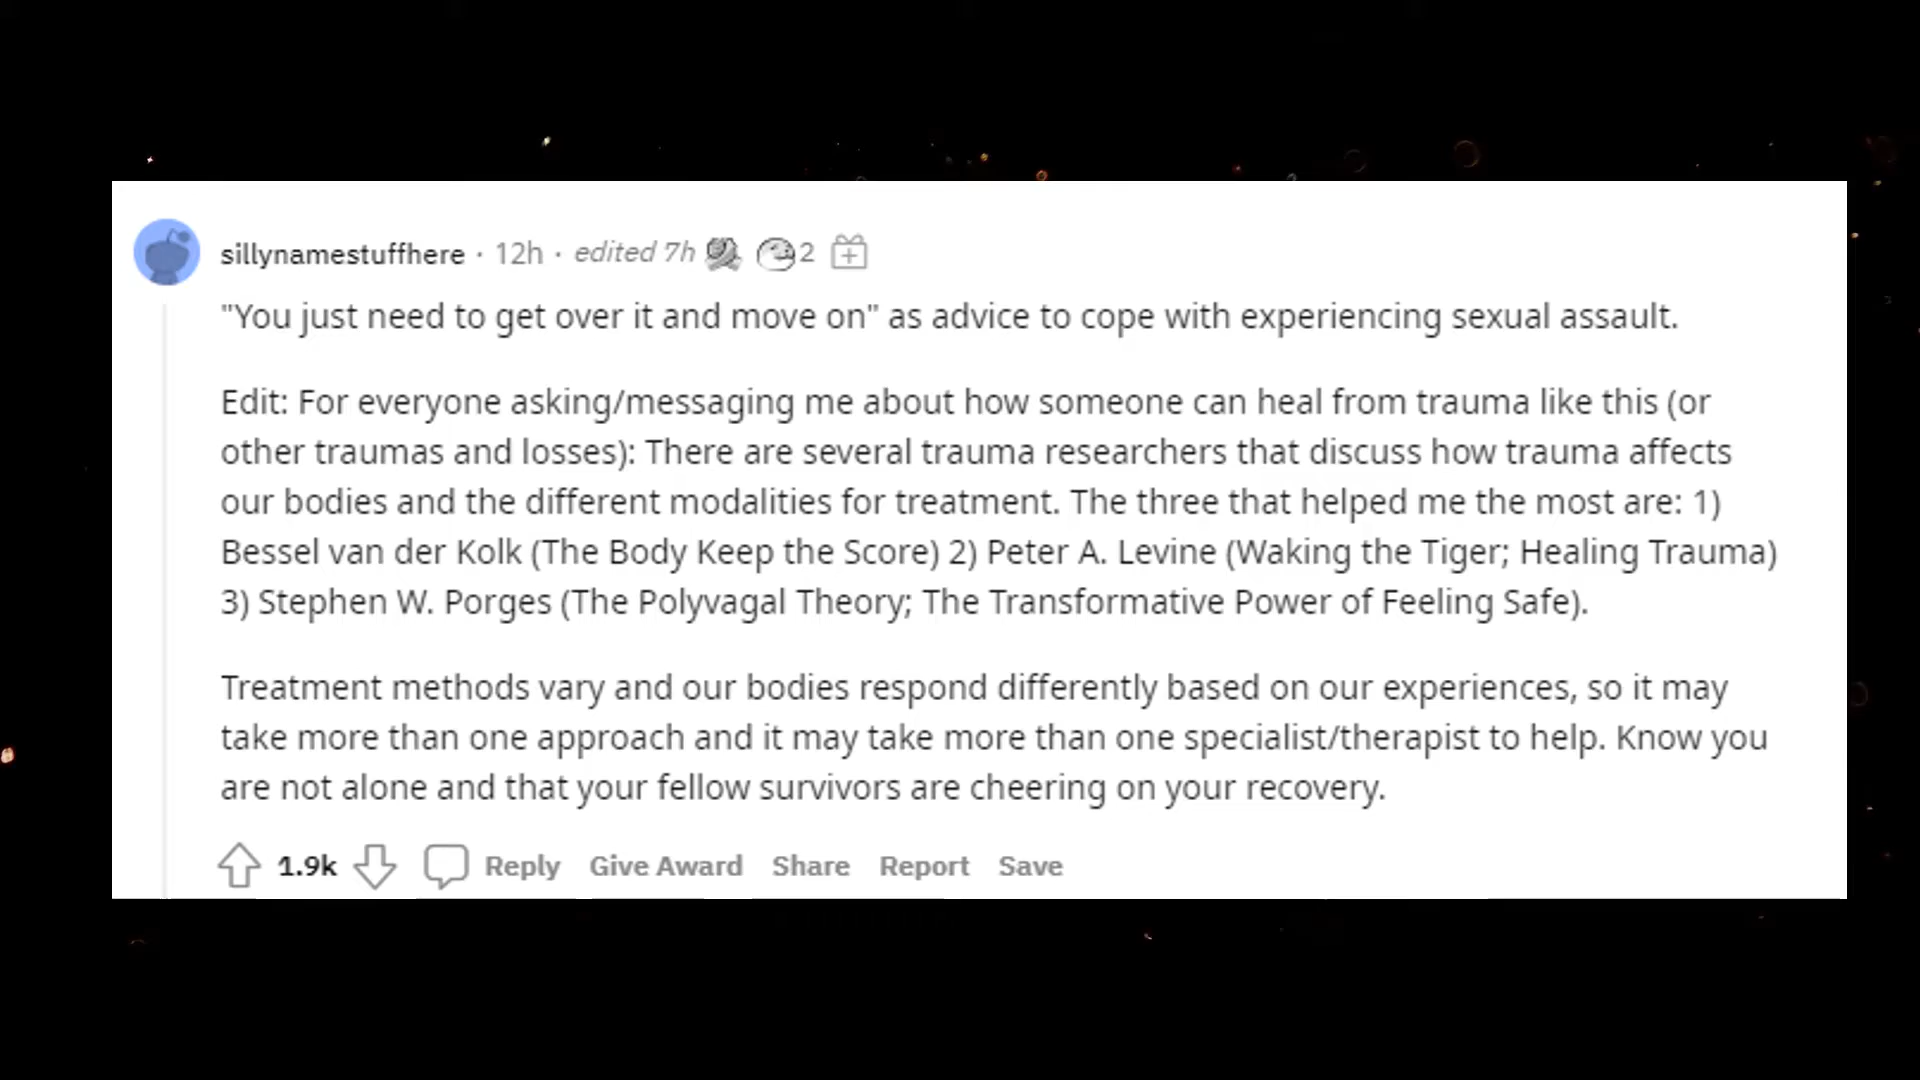 sillynamestuffhere · 12h · edited 7h 2
"You just need to get over it and move on" as advice to cope with experiencing sexual assault.
Edit: For everyone asking/messaging me about how someone can heal from trauma like this (or
other traumas and losses): There are several trauma researchers that discuss how trauma affects
our bodies and the different modalities for treatment. The three that helped me the most are: 1)
Bessel van der Kolk (The Body Keep the Score) 2) Peter A. Levine (Waking the Tiger; Healing Trauma)
3) Stephen W. Porges (The Polyvagal Theory; The Transformative Power of Feeling Safe).
Treatment methods vary and our bodies respond differently based on our experiences, so it may
take more than one approach and it may take more than one specialist/therapist to help. Know you
are not alone and that your fellow survivors are cheering on your recovery.
1.9k Reply Give Award Share Report Save